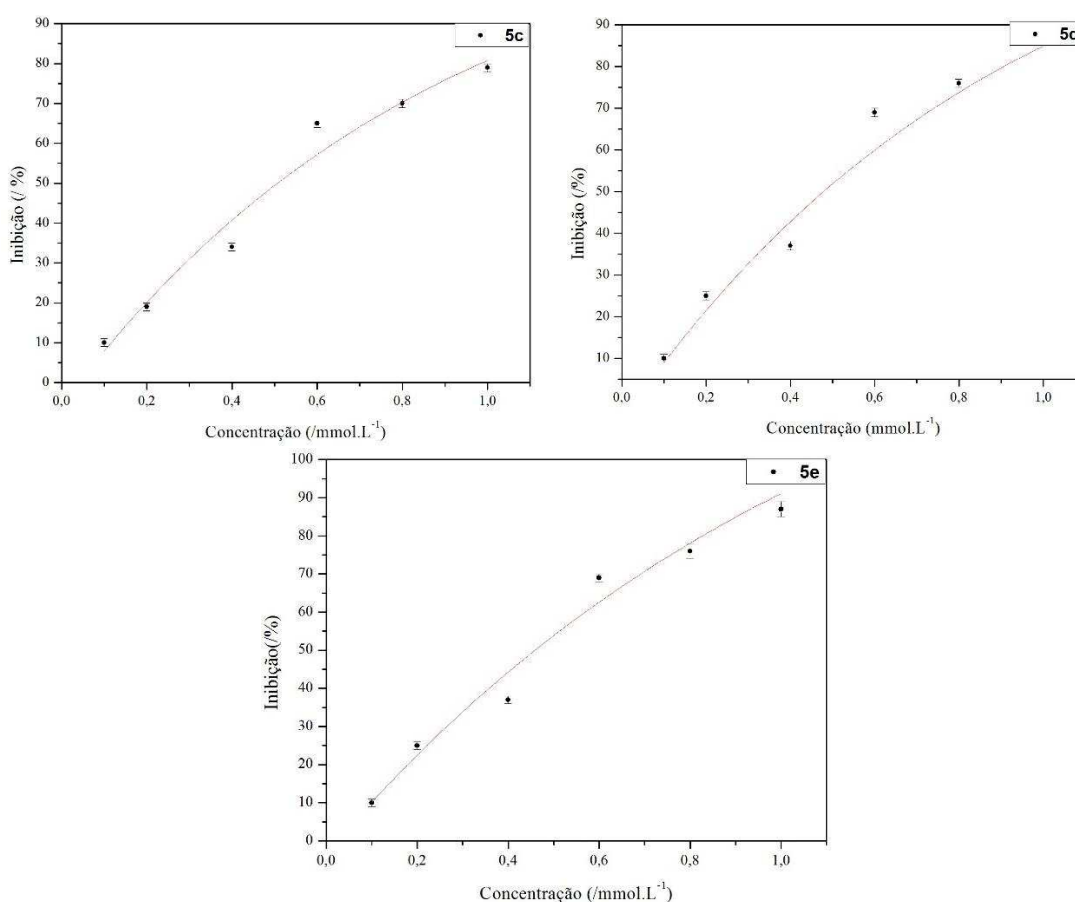 5c
90
80
70
60
50
40
30
20
10
0
Inibição (/ %)
0,0 0,2 0,4 0,6 0,8 1,0
Concentração (/mmol.L-1)
5d
90
80
70
60
50
40
30
20
10
Inibição (/%)
0,0 0,2 0,4 0,6 0,8 1,0
Concentração (mmol.L-1)
5e
100
90
80
70
60
50
40
30
20
10
0
Inibição(/%)
0,0 0,2 0,4 0,6 0,8 1,0
Concentração (/mmol.L-1)